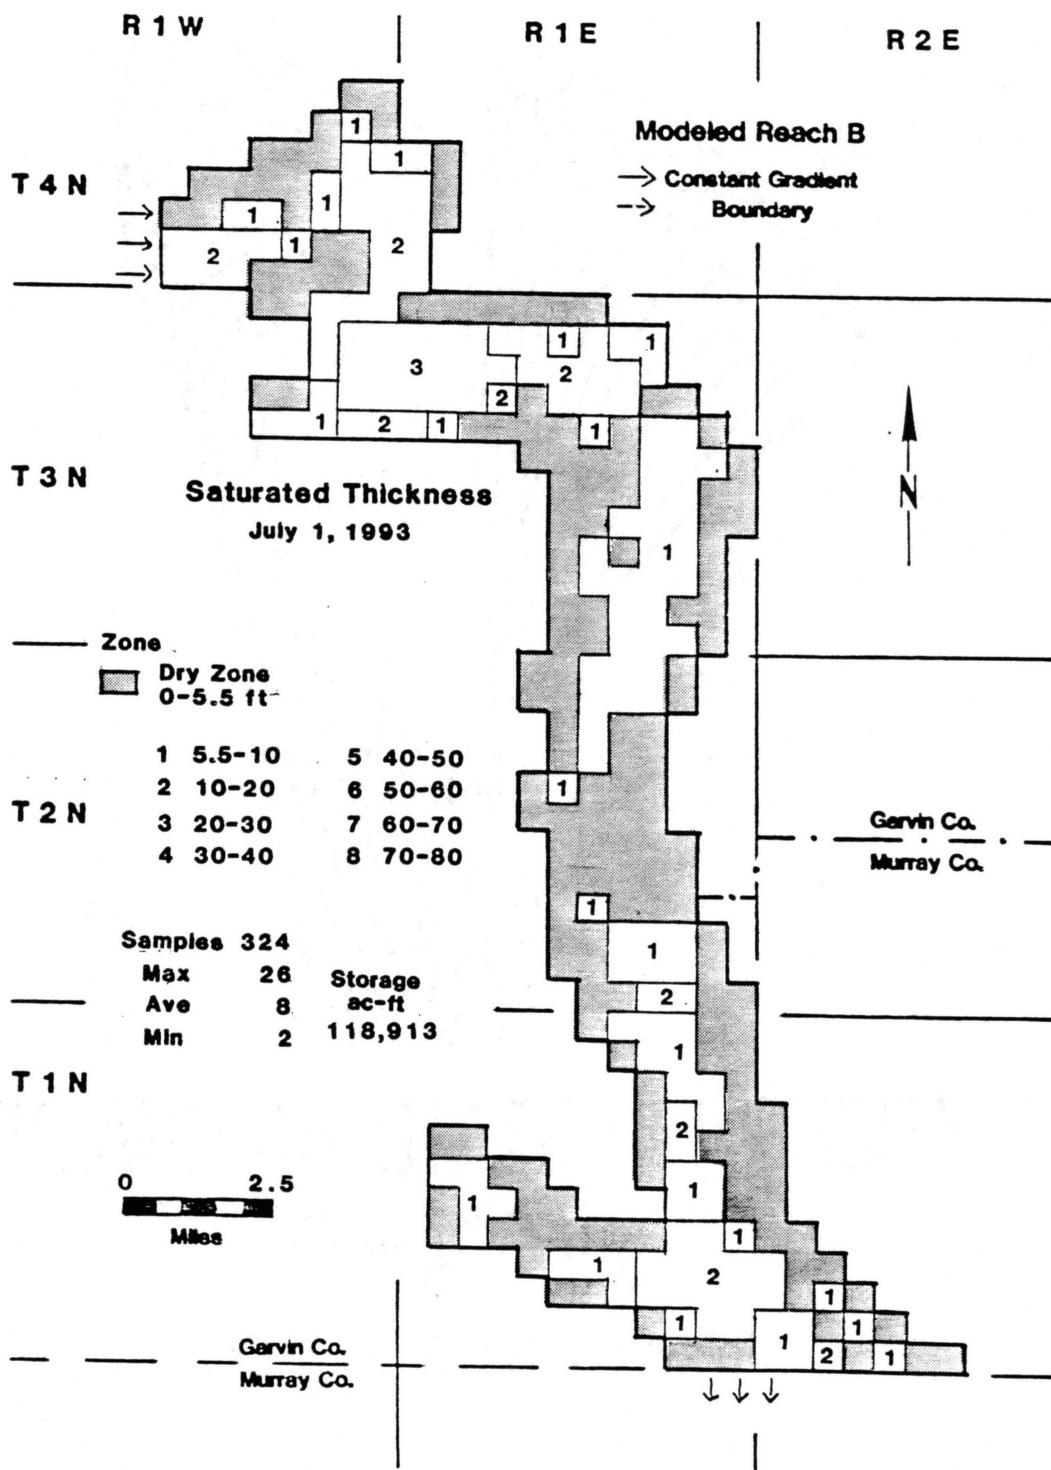 R 1 W R 1 E R 2 E
1
Modeled Reach B
1
T 4 N
Constant Gradient
1
1
Boundary
2 1 2
1 1
3 2
2
1 2 1 1
T 3 N
Saturated Thickness
July 1, 1993
N
1
Zone
Dry Zone
0-5.5 ft
1 5.5-10 5 40-50
2 10-20 6 50-60
1
T 2 N
3 20-30 7 60-70
Garvin Co.
4 30-40 8 70-80
Murray Co.
1
Samples 324
1
Max 26
Storage
Ave 8
ac-ft
2
Min 2
118,913
1
T 1 N
2
0 2.5
1 1
Miles
1
1 2
1
1 1 1
Garvin Co.
2 1
Murray Co.